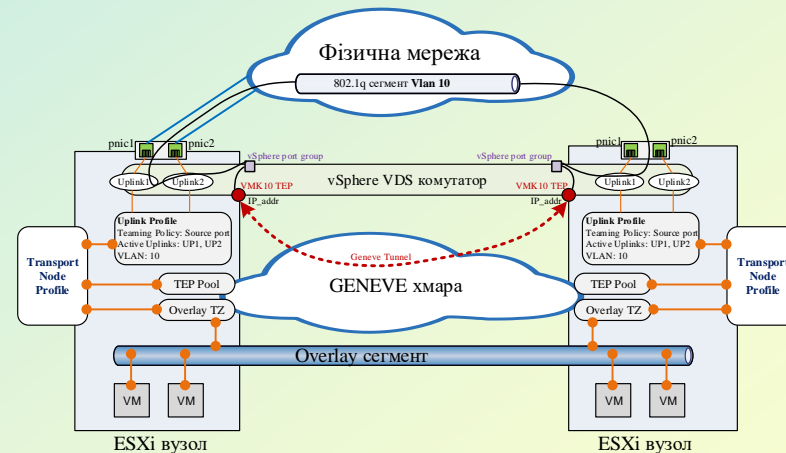 Фізична мережа
802.1q сегмент Vlan 10
pnic1
pnic2
pnic1
pnic2
vSphere port group
vSphere port group
Uplink1
Uplink2
vSphere VDS комутатор
Uplink1
Uplink2
VMK10 TEP
IP_addr
VMK10 TEP
IP_addr
Uplink Profile
Teaming Policy: Source port
Active Uplinks: UP1, UP2
VLAN: 10
Uplink Profile
Teaming Policy: Source port
Active Uplinks: UP1, UP2
VLAN: 10
Geneve Tunnel
Transport
Node
Profile
Transport
Node
Profile
TEP Pool
GENEVE хмара
TEP Pool
Overlay TZ
Overlay TZ
Overlay сегмент
VM
VM
VM
VM
ESXi вузол
ESXi вузол